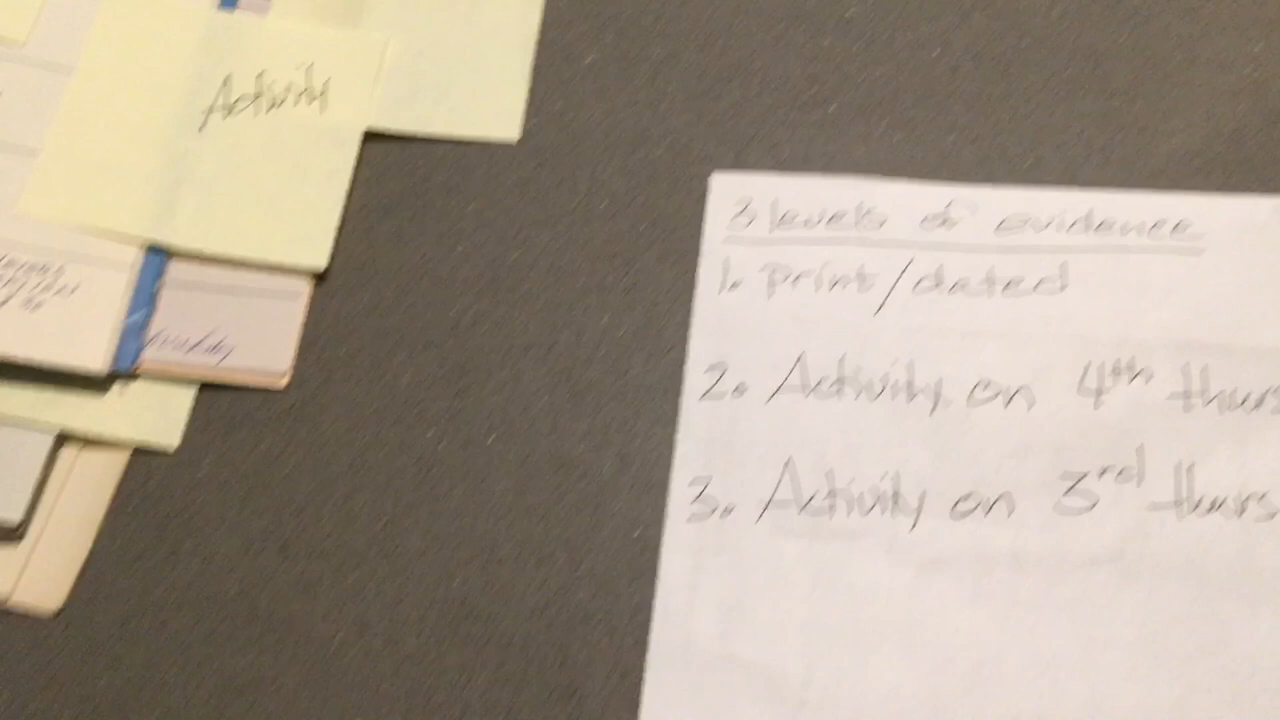 Activity
3 levels of evidence
1. Print/dated
2. Activity on 4th thurs
3. Activity on 3rd thurs